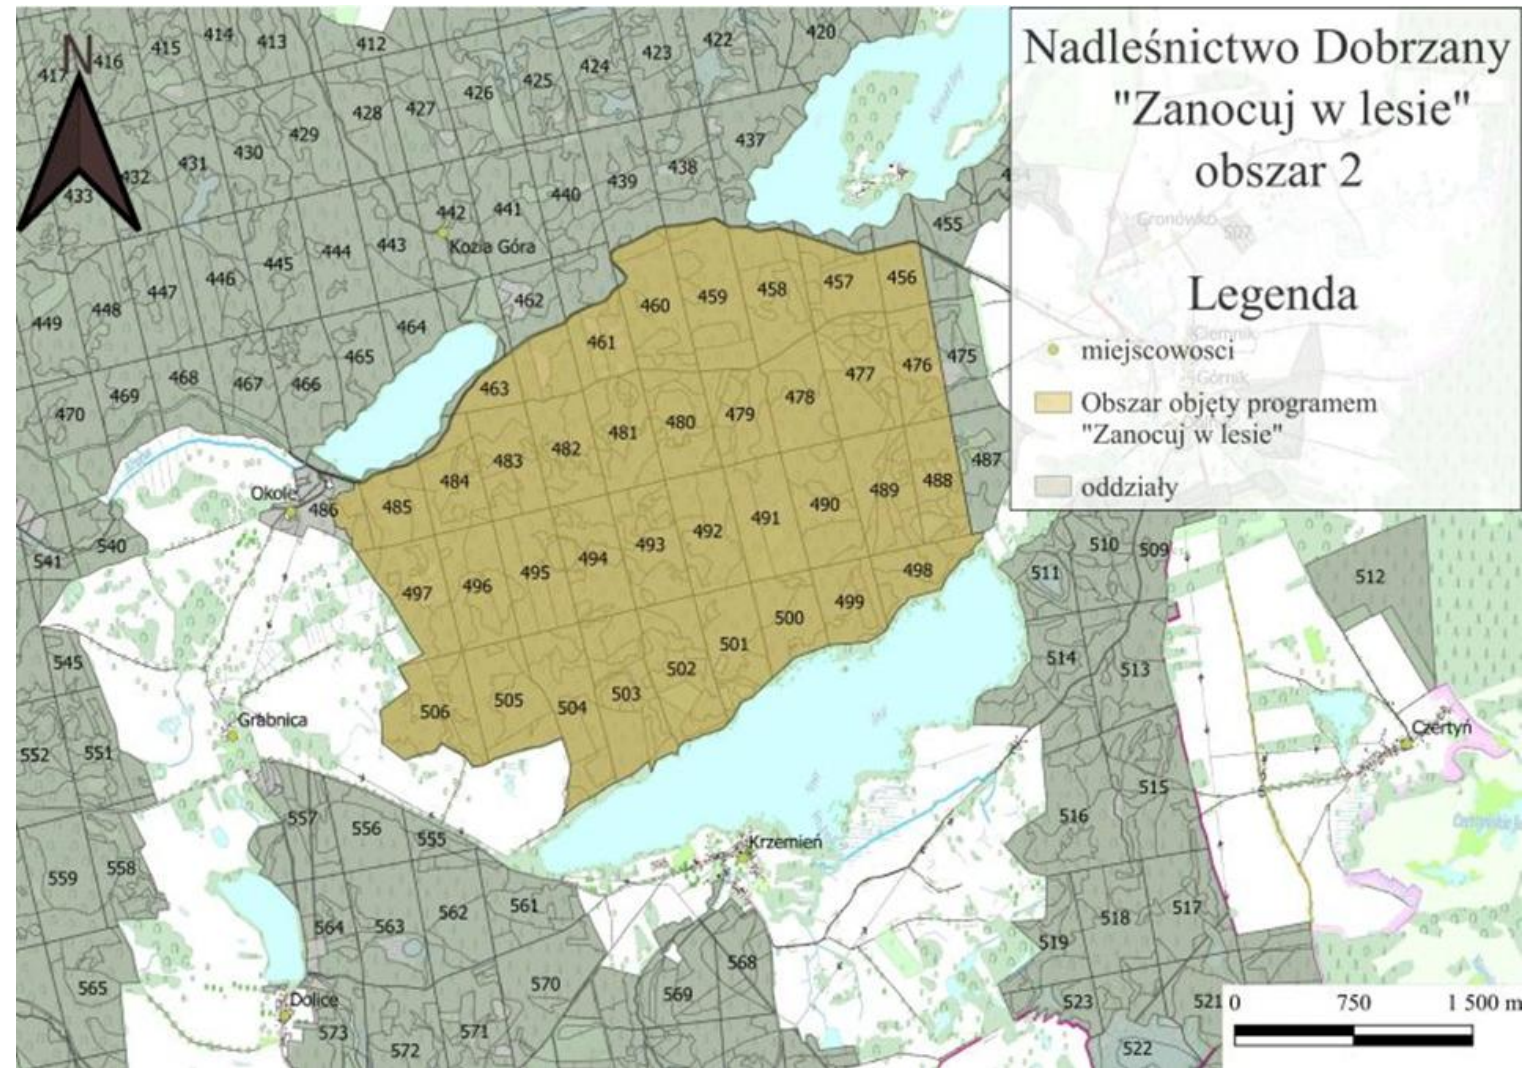 Nadleśnictwo Dobrzany
"Zanocuj w lesie"
obszar 2
Legenda
miejscowosci
Obszar objęty programem
"Zanocuj w lesie"
oddziały
0 750 1 500 m
N
420
422
412 413 414 415 416 417
423 424 425 426 427 428 429 430 431 432 433
437 438 439 440 441 442 443 444 445 446 447 448 449
Kozia Góra
455
456 457 458 459 460 461 462 463 464 465 466 467 468 469 470
475 476 477 478 479 480 481 482 483 484 485 486
Okole
487 488 489 490 491 492 493 494 495 496 497
498 499 500 501 502 503 504 505 506
Gronówko
507
Ciemnik
Górnik
509 510 511 512 513 514 515 516 517 518 519
521 522 523
540 541 545 551 552
Grabnica
Czertyń
Krzemień
555 556 557 558 559
561 562 563 564 565
568 569 570 571 572 573
Dolice